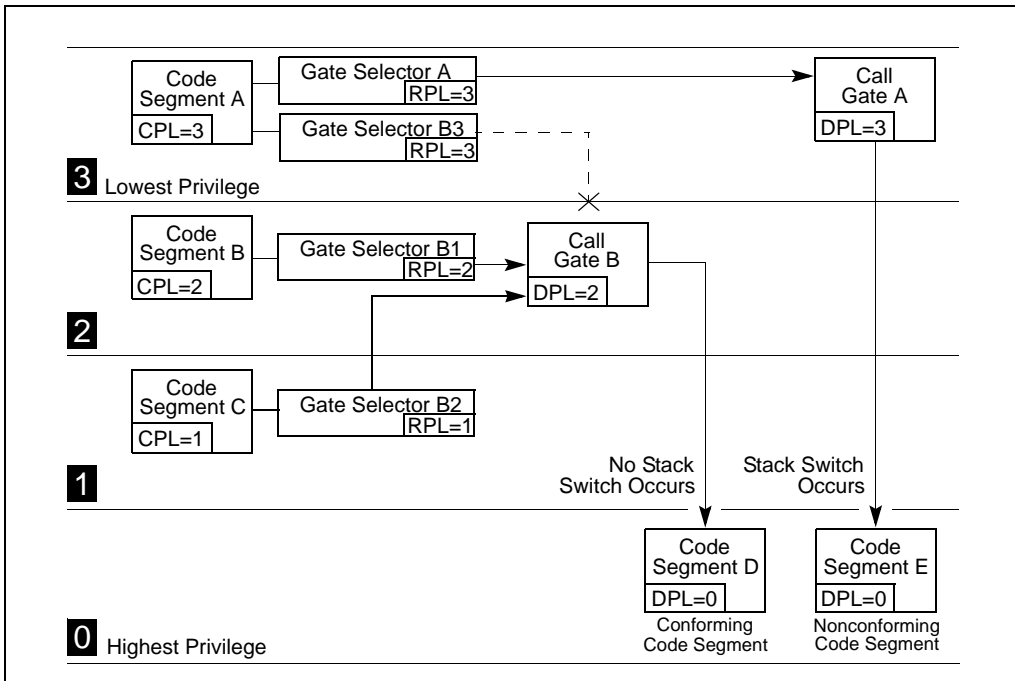 Code
Segment A
CPL=3
Gate Selector A
RPL=3
Gate Selector B3
RPL=3
Call
Gate A
DPL=3
3 Lowest Privilege
Code
Segment B
CPL=2
Gate Selector B1
RPL=2
Call
Gate B
DPL=2
2
Code
Segment C
CPL=1
Gate Selector B2
RPL=1
No Stack
Switch Occurs
Stack Switch
Occurs
1
Code
Segment D
DPL=0
Conforming
Code Segment
Code
Segment E
DPL=0
Nonconforming
Code Segment
0 Highest Privilege